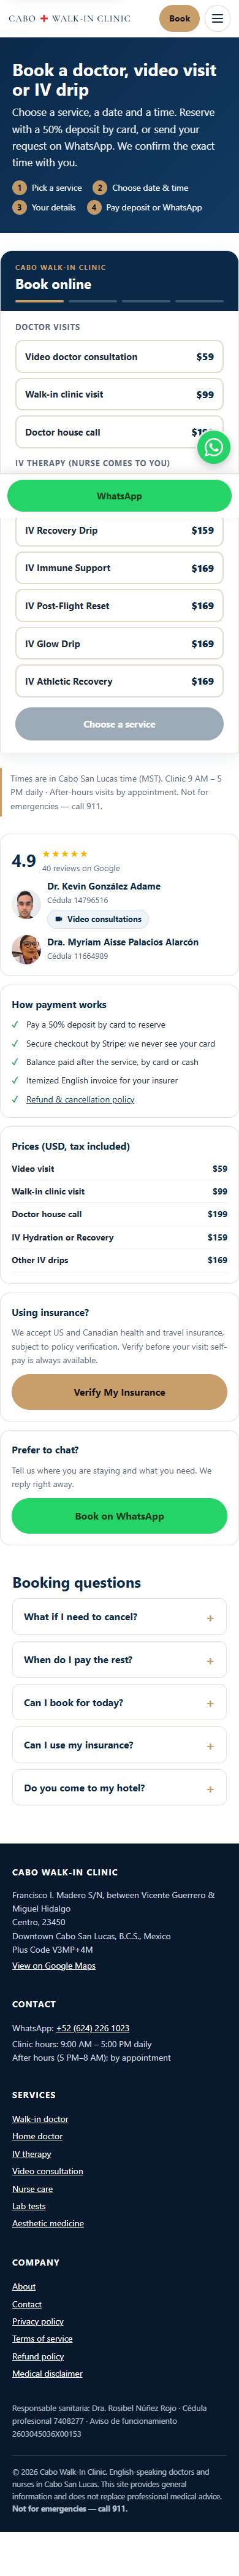 CABO + WALK-IN CLINIC
Book
Book a doctor, video visit
or IV drip
Choose a service, a date and a time. Reserve
with a 50% deposit by card, or send your
request on WhatsApp. We confirm the exact
time with you.
1 Pick a service 2 Choose date & time
3 Your details 4 Pay deposit or WhatsApp
CABO WALK-IN CLINIC
Book online
DOCTOR VISITS
Video doctor consultation $59
Walk-in clinic visit $99
Doctor house call
IV THERAPY (NURSE COMES TO YOU)
WhatsApp
IV Recovery Drip $159
IV Immune Support $169
IV Post-Flight Reset $169
IV Glow Drip $169
IV Athletic Recovery $169
Choose a service
Times are in Cabo San Lucas time (MST). Clinic 9 AM – 5
PM daily · After-hours visits by appointment. Not for
emergencies — call 911.
4.9 ★★★★★
40 reviews on Google
Dr. Kevin González Adame
Cédula 14796516
Video consultations
Dra. Myriam Aisse Palacios Alarcón
Cédula 11664989
How payment works
✓ Pay a 50% deposit by card to reserve
✓ Secure checkout by Stripe; we never see your card
✓ Balance paid after the service, by card or cash
✓ Itemized English invoice for your insurer
✓ Refund & cancellation policy
Prices (USD, tax included)
Video visit $59
Walk-in clinic visit $99
Doctor house call $199
IV Hydration or Recovery $159
Other IV drips $169
Using insurance?
We accept US and Canadian health and travel insurance,
subject to policy verification. Verify before your visit; self-
pay is always available.
Verify My Insurance
Prefer to chat?
Tell us where you are staying and what you need. We
reply right away.
Book on WhatsApp
Booking questions
What if I need to cancel? +
When do I pay the rest? +
Can I book for today? +
Can I use my insurance? +
Do you come to my hotel? +
CABO WALK-IN CLINIC
Francisco I. Madero S/N, between Vicente Guerrero &
Miguel Hidalgo
Centro, 23450
Downtown Cabo San Lucas, B.C.S., Mexico
Plus Code V3MP+4M
View on Google Maps
CONTACT
WhatsApp: +52 (624) 226 1023
Clinic hours: 9:00 AM – 5:00 PM daily
After hours (5 PM–8 AM): by appointment
SERVICES
Walk-in doctor
Home doctor
IV therapy
Video consultation
Nurse care
Lab tests
Aesthetic medicine
COMPANY
About
Contact
Privacy policy
Terms of service
Refund policy
Medical disclaimer
Responsable sanitaria: Dra. Rosibel Núñez Rojo · Cédula
profesional 7408277 · Aviso de funcionamiento
2603045036X00153
© 2026 Cabo Walk-In Clinic. English-speaking doctors and
nurses in Cabo San Lucas. This site provides general
information and does not replace professional medical advice.
Not for emergencies — call 911.